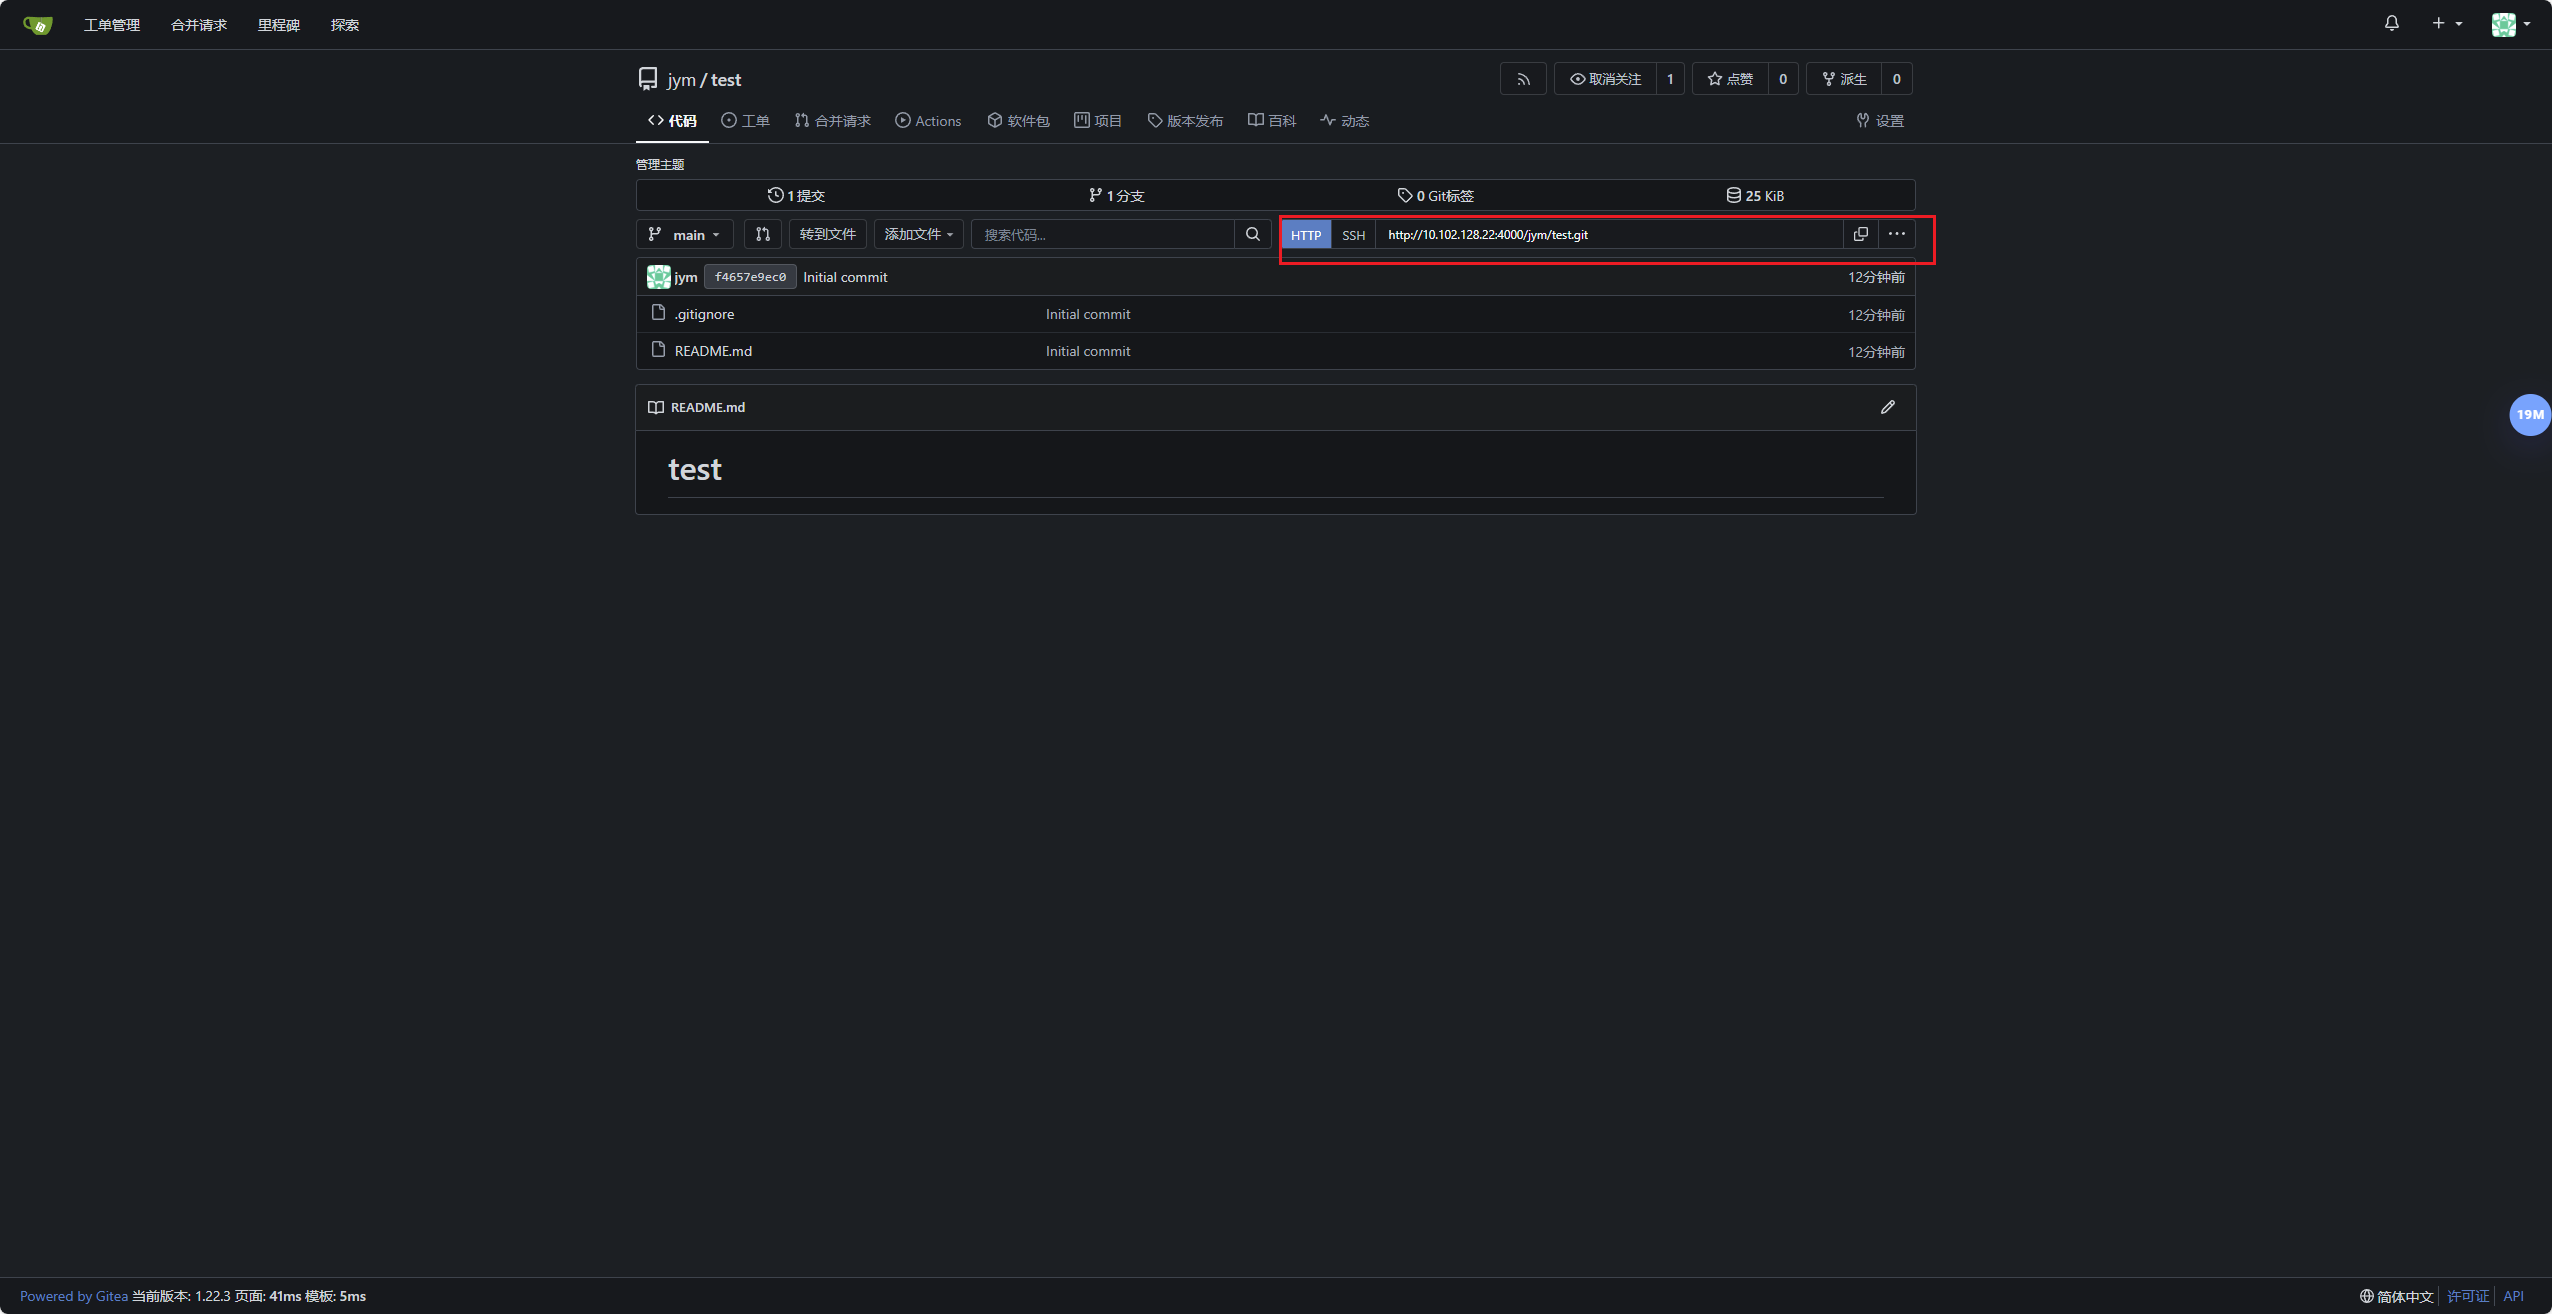 工单管理 合并请求 里程碑 探索
jym / test
取消关注 1 点赞 0 派生 0
代码 工单 合并请求 Actions 软件包 项目 版本发布 百科 动态 设置
管理主题
1 提交 1 分支 0 Git标签 25 KiB
main 转到文件 添加文件 搜索代码... HTTP SSH http://10.102.128.22:4000/jym/test.git
jym f4657e9ec0 Initial commit 12分钟前
.gitignore Initial commit 12分钟前
README.md Initial commit 12分钟前
19M
README.md
test
Powered by Gitea 当前版本: 1.22.3 页面: 41ms 模板: 5ms 简体中文 许可证 API